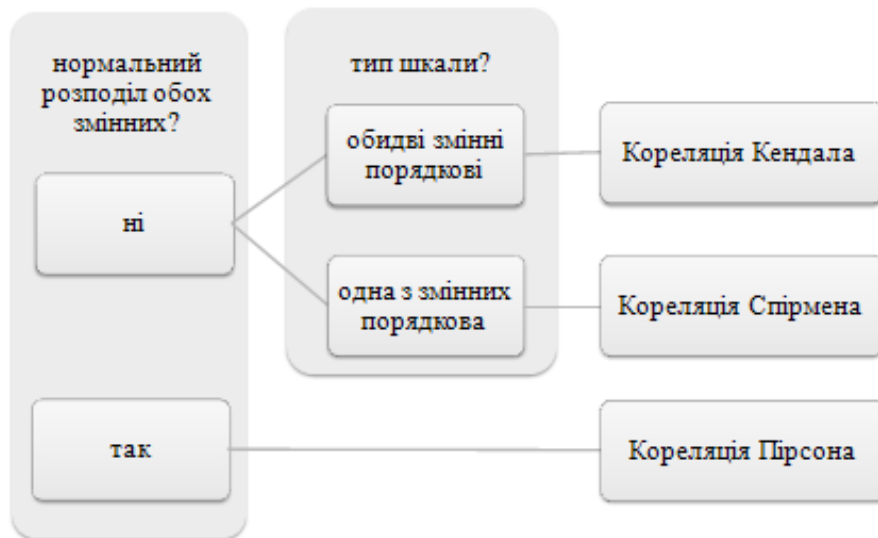 нормальний
розподіл обох
змінних?
тип шкали?
ні
обидві змінні
порядкові
Кореляція Кендала
одна з змінних
порядкова
Кореляція Спірмена
так
Кореляція Пірсона